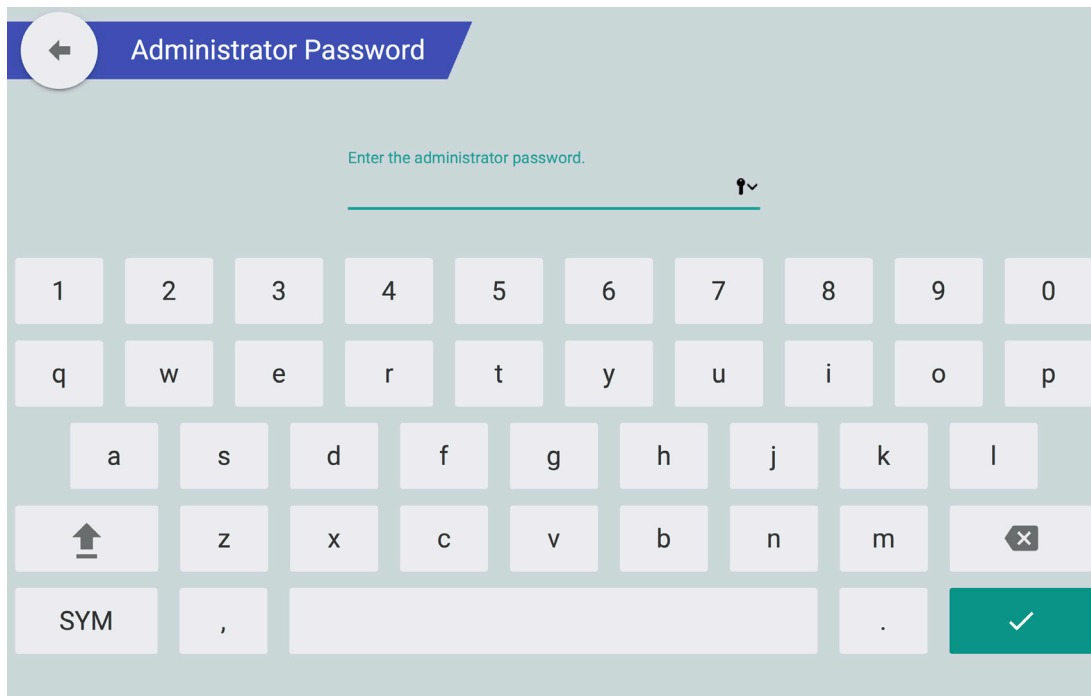 Administrator Password
Enter the administrator password.
1 2 3 4 5 6 7 8 9 0
q w e r t y u i o p
a s d f g h j k l
z x c v b n m
SYM , .